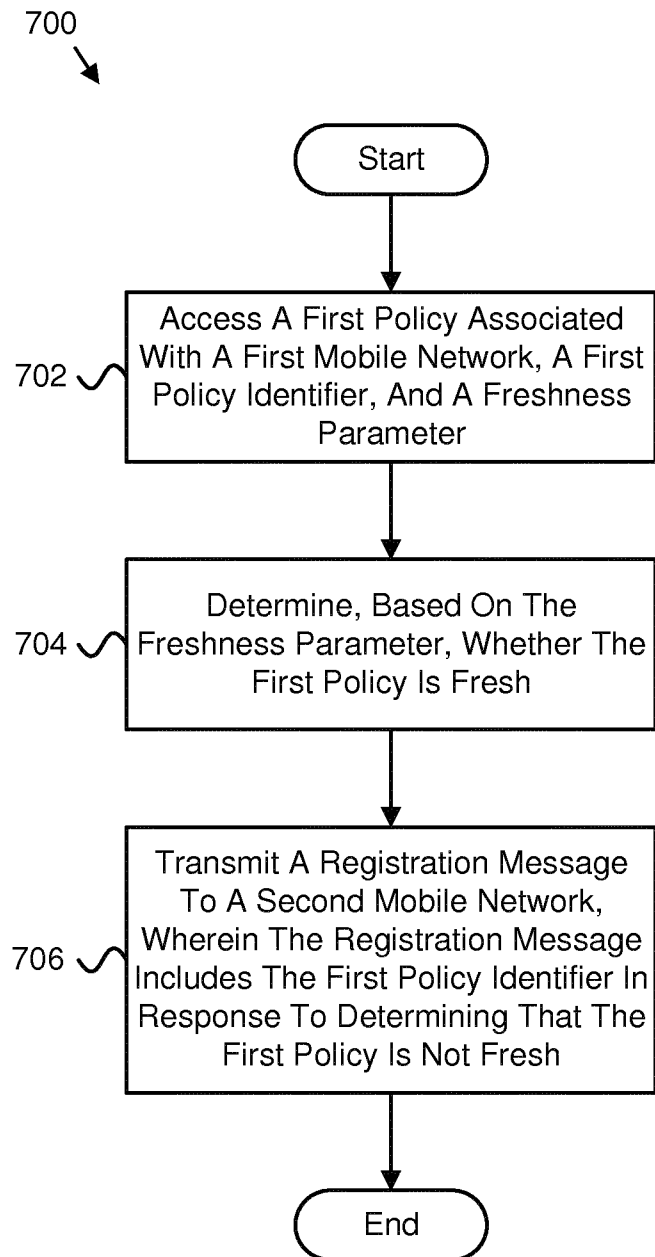 700
Start
702
Access A First Policy Associated
With A First Mobile Network, A First
Policy Identifier, And A Freshness
Parameter
704
Determine, Based On The
Freshness Parameter, Whether The
First Policy Is Fresh
706
Transmit A Registration Message
To A Second Mobile Network,
Wherein The Registration Message
Includes The First Policy Identifier In
Response To Determining That The
First Policy Is Not Fresh
End